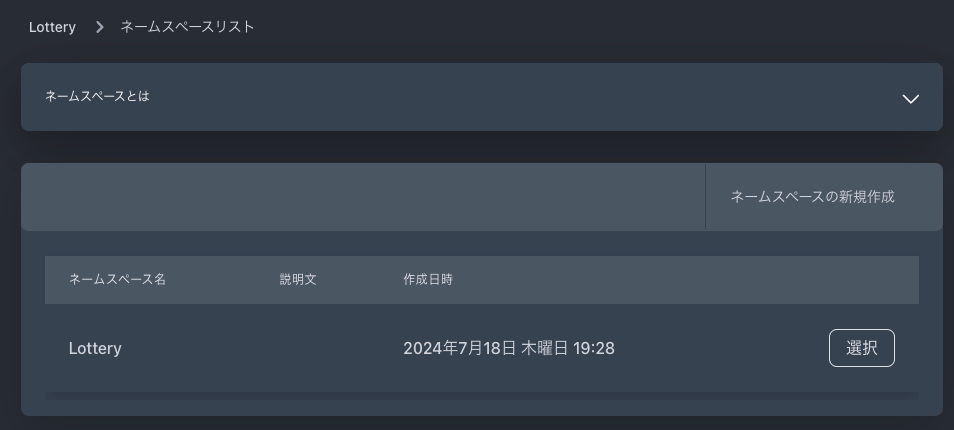 Lottery > ネームスペースリスト
ネームスペースとは
ネームスペースの新規作成
ネームスペース名 説明文 作成日時
Lottery 2024年7月18日 木曜日 19:28 選択